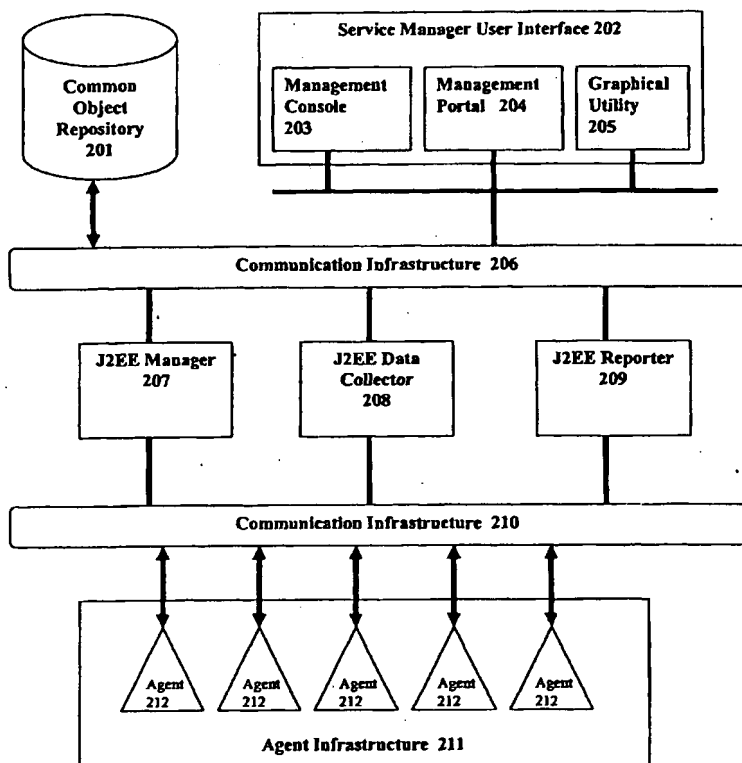 Common
Object
Repository
201
Service Manager User Interface 202
Management
Console
203
Management
Portal 204
Graphical
Utility
205
Communication Infrastructure 206
J2EE Manager
207
J2EE Data
Collector
208
J2EE Reporter
209
Communication Infrastructure 210
Agent
212
Agent
212
Agent
212
Agent
212
Agent
212
Agent Infrastructure 211